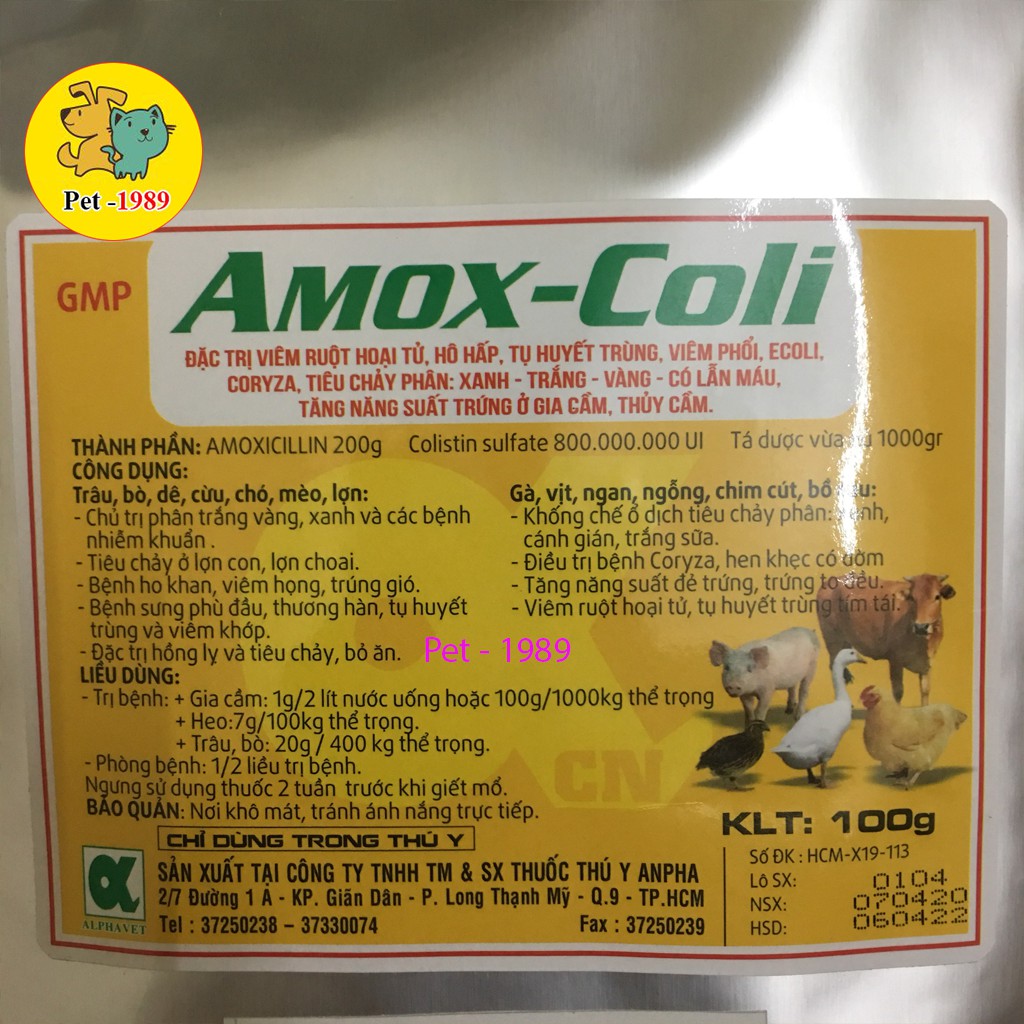 Pet -1989
GMP
AMOX-Coli
ĐẶC TRỊ VIÊM RUỘT HOẠI TỬ, HÔ HẤP, TỤ HUYẾT TRÙNG, VIÊM PHỔI, ECOLI,
CORYZA, TIÊU CHẢY PHÂN: XANH - TRẮNG - VÀNG - CÓ LẪN MÁU,
TĂNG NĂNG SUẤT TRỨNG Ở GIA CẦM, THỦY CẦM.
THÀNH PHẦN: AMOXICILLIN 200g Colistin sulfate 800.000.000 UI Tá dược vừa 1000gr
CÔNG DỤNG:
Trâu, bò, dê, cừu, chó, mèo, lợn:
- Chủ trị phân trắng vàng, xanh và các bệnh
nhiễm khuẩn .
- Tiêu chảy ở lợn con, lợn choai.
- Bệnh ho khan, viêm họng, trúng gió.
- Bệnh sưng phù đầu, thương hàn, tụ huyết
trùng và viêm khớp.
- Đặc trị hồng lỵ và tiêu chảy, bỏ ăn.
Gà, vịt, ngan, ngỗng, chim cút, bồ
- Khống chế ổ dịch tiêu chảy phân:
cánh gián, trắng sữa.
- Điều trị bệnh Coryza, hen khẹc có đờm
- Tăng năng suất đẻ trứng, trứng to đều.
- Viêm ruột hoại tử, tụ huyết trùng tím tái.
Pet - 1989
LIỀU DÙNG:
- Trị bệnh: + Gia cầm: 1g/2 lít nước uống hoặc 100g/1000kg thể trọng
+ Heo:7g/100kg thể trọng.
+ Trâu, bò: 20g / 400 kg thể trọng.
- Phòng bệnh: 1/2 liều trị bệnh.
Ngưng sử dụng thuốc 2 tuần trước khi giết mổ.
BẢO QUẢN: Nơi khô mát, tránh ánh nắng trực tiếp.
CN
CHỈ DÙNG TRONG THÚ Y
KLT: 100g
ALPHAVET
SẢN XUẤT TẠI CÔNG TY TNHH TM & SX THUỐC THÚ Y ANPHA
2/7 Đường 1 A - KP. Giãn Dân - P. Long Thạnh Mỹ - Q.9 - TP.HCM
Tel : 37250238 – 37330074 Fax : 37250239
Số ĐK : HCM-X19-113
Lô SX: 0104
NSX: 070420
HSD: 060422